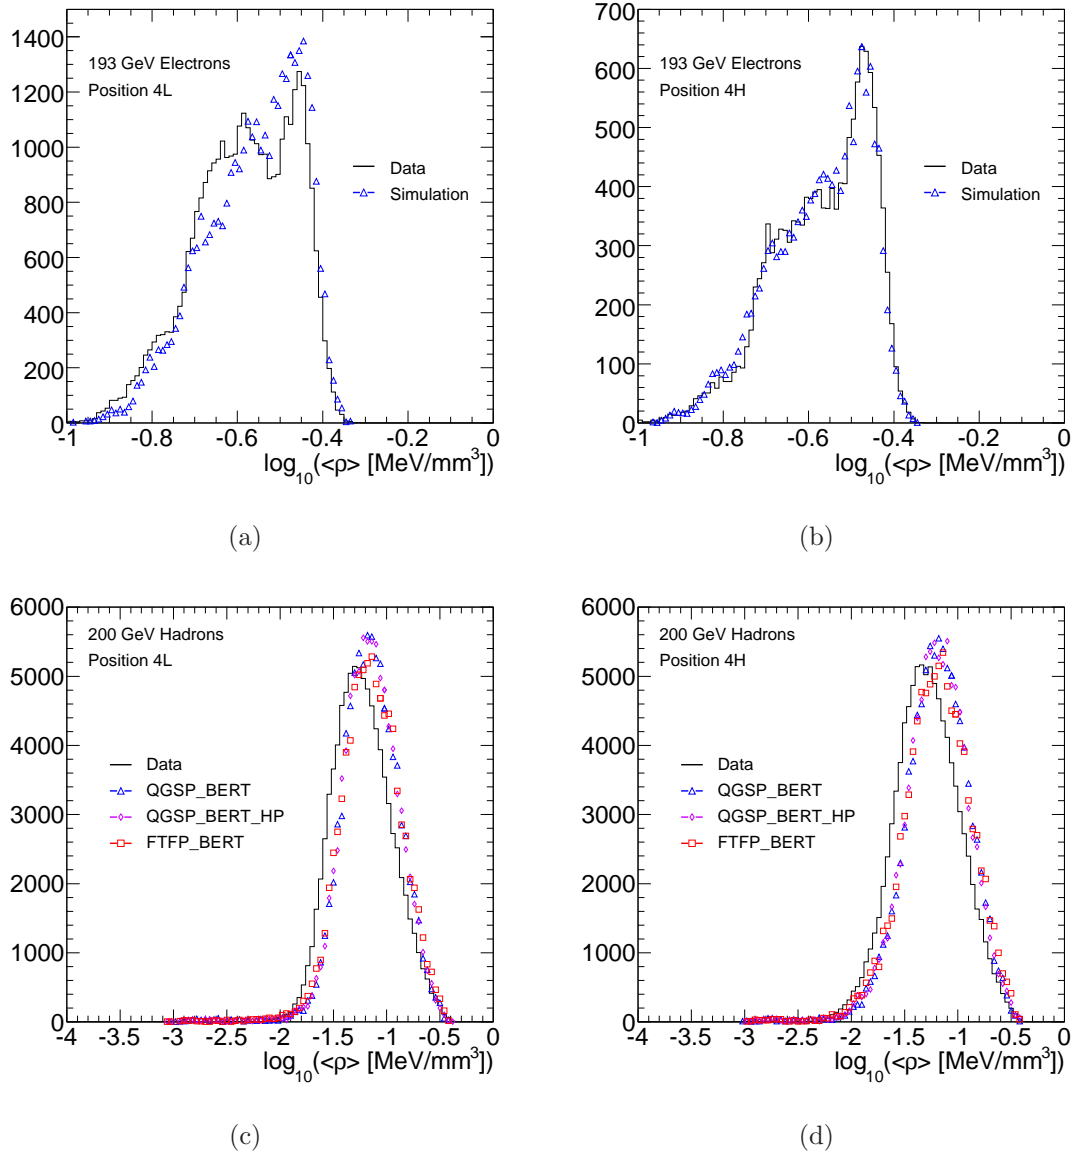 1400
1200
1000
800
600
400
200
0
193 GeV Electrons
Position 4L
Data
Simulation
-1 -0.8 -0.6 -0.4 -0.2 0
log10(<ρ> [MeV/mm3])
(a)
700
600
500
400
300
200
100
0
193 GeV Electrons
Position 4H
Data
Simulation
-1 -0.8 -0.6 -0.4 -0.2 0
log10(<ρ> [MeV/mm3])
(b)
6000
5000
4000
3000
2000
1000
0
200 GeV Hadrons
Position 4L
Data
QGSP_BERT
QGSP_BERT_HP
FTFP_BERT
-4 -3.5 -3 -2.5 -2 -1.5 -1 -0.5 0
log10(<ρ> [MeV/mm3])
(c)
6000
5000
4000
3000
2000
1000
0
200 GeV Hadrons
Position 4H
Data
QGSP_BERT
QGSP_BERT_HP
FTFP_BERT
-4 -3.5 -3 -2.5 -2 -1.5 -1 -0.5 0
log10(<ρ> [MeV/mm3])
(d)